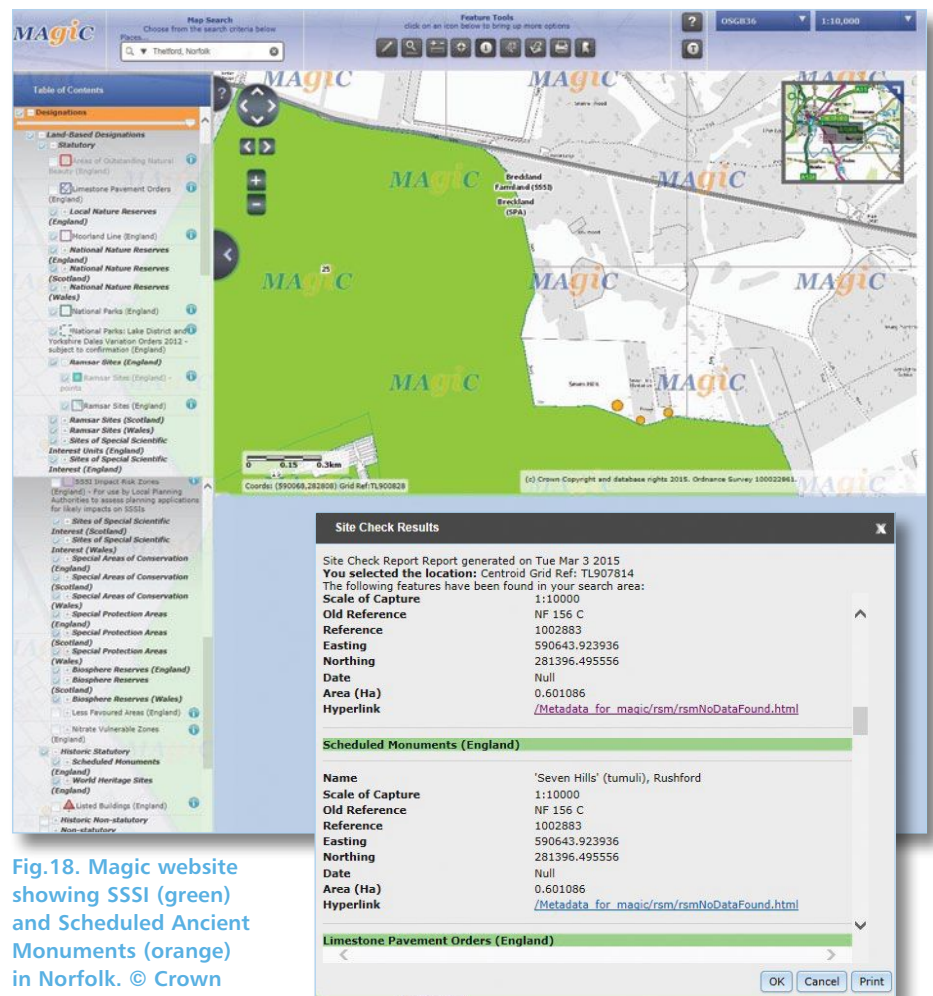 MAgiC
Map Search
Choose from the search criteria below
Places...
Thetford, Norfolk
Feature Tools
click on an icon below to bring up more options
?
OSGB36
1:10,000
Table of Contents
Designations
Land-Based Designations
Statutory
Areas of Outstanding Natural
Beauty (England)
Limestone Pavement Orders
(England)
Local Nature Reserves
(England)
Moorland Line (England)
National Nature Reserves
(England)
National Nature Reserves
(Scotland)
National Nature Reserves
(Wales)
National Parks (England)
National Parks: Lake District and
Yorkshire Dales Variation Orders 2012 -
subject to confirmation (England)
Ramsar Sites (England)
Ramsar Sites (England) -
points
Ramsar Sites (England)
Ramsar Sites (Scotland)
Ramsar Sites (Wales)
Sites of Special Scientific
Interest Units (England)
Sites of Special Scientific
Interest (England)
SSSI Impact Risk Zones
(England) - For use by Local Planning
Authorities to assess planning applications
for likely impacts on SSSIs
Sites of Special Scientific
Interest (Scotland)
Sites of Special Scientific
Interest (Wales)
Special Areas of Conservation
(England)
Special Areas of Conservation
(Scotland)
Special Areas of Conservation
(Wales)
Special Protection Areas
(England)
Special Protection Areas
(Scotland)
Special Protection Areas
(Wales)
Biosphere Reserves (England)
Biosphere Reserves
(Scotland)
Biosphere Reserves (Wales)
Less Favoured Areas (England)
Nitrate Vulnerable Zones
(England)
Historic Statutory
Scheduled Monuments
(England)
World Heritage Sites
(England)
Listed Buildings (England)
Historic Non-statutory
Non-statutory
?
MAgiC MAgiC MAgiC
Breckland
Farmland (SSSI)
Breckland
(SPA)
MAgiC MAgiC
25
MAgiC MAgiC MAgiC
Seven Hills
MAgiC MAgiC
MAgiC
0 0.15 0.3km
Coords: (590068,282808) Grid Ref:TL900828
(c) Crown Copyright and database rights 2015. Ordnance Survey 100022861.
Site Check Results
X
Site Check Report Report generated on Tue Mar 3 2015
You selected the location: Centroid Grid Ref: TL907814
The following features have been found in your search area:
Scale of Capture 1:10000
Old Reference NF 156 C
Reference 1002883
Easting 590643.923936
Northing 281396.495556
Date Null
Area (Ha) 0.601086
Hyperlink /Metadata_for_magic/rsm/rsmNoDataFound.html
Scheduled Monuments (England)
Name 'Seven Hills' (tumuli), Rushford
Scale of Capture 1:10000
Old Reference NF 156 C
Reference 1002883
Easting 590643.923936
Northing 281396.495556
Date Null
Area (Ha) 0.601086
Hyperlink /Metadata_for_magic/rsm/rsmNoDataFound.html
Limestone Pavement Orders (England)
OK Cancel Print
Fig.18. Magic website
showing SSSI (green)
and Scheduled Ancient
Monuments (orange)
in Norfolk. © Crown